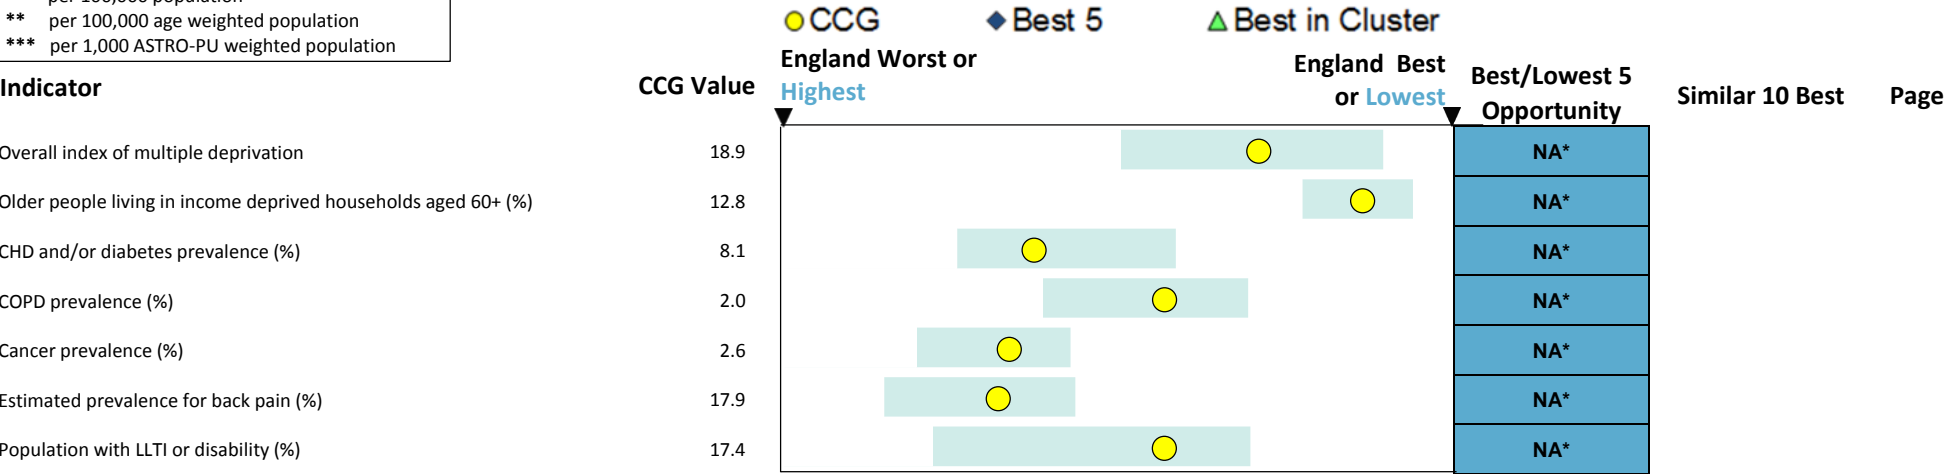 per 100,000 population
** per 100,000 age weighted population
*** per 1,000 ASTRO-PU weighted population
CCG Best 5 Best in Cluster
Indicator
CCG Value
England Worst or
Highest
England Best
or Lowest
Best/Lowest 5
Opportunity
Similar 10 Best
Page
Overall index of multiple deprivation 18.9 NA*
Older people living in income deprived households aged 60+ (%) 12.8 NA*
CHD and/or diabetes prevalence (%) 8.1 NA*
COPD prevalence (%) 2.0 NA*
Cancer prevalence (%) 2.6 NA*
Estimated prevalence for back pain (%) 17.9 NA*
Population with LLTI or disability (%) 17.4 NA*